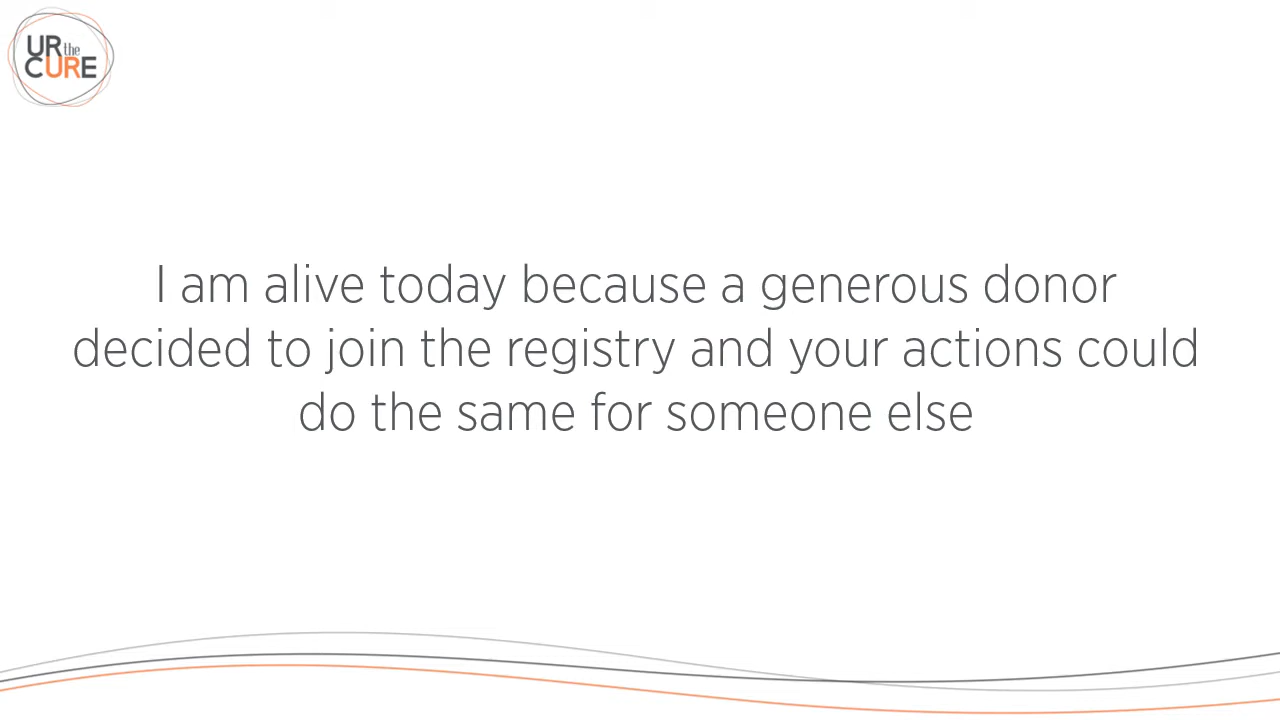 UR the
CURE
I am alive today because a generous donor
decided to join the registry and your actions could
do the same for someone else